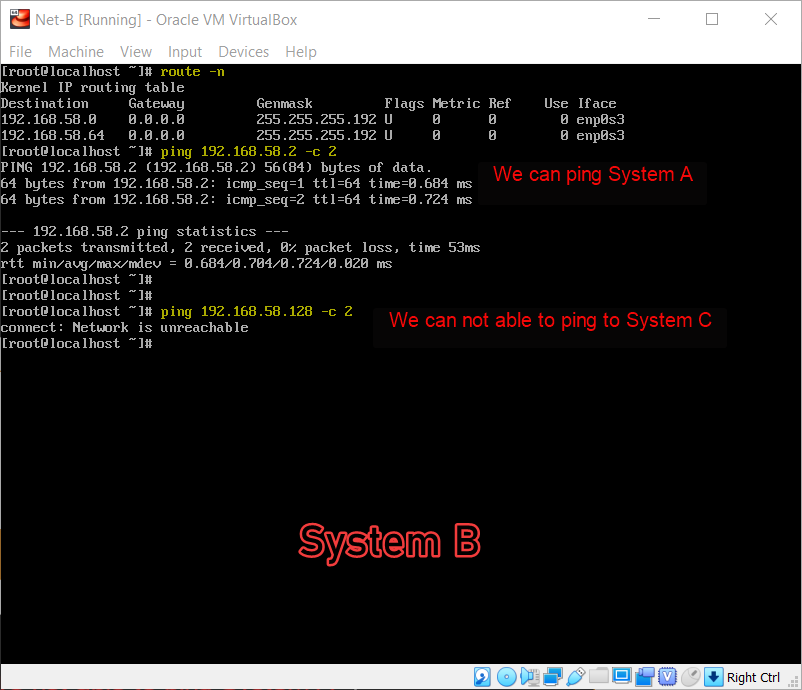 Net-B [Running] - Oracle VM VirtualBox
File Machine View Input Devices Help
[root@localhost ~]# route -n
Kernel IP routing table
Destination Gateway Genmask Flags Metric Ref Use Iface
192.168.58.0 0.0.0.0 255.255.255.192 U 0 0 0 enp0s3
192.168.58.64 0.0.0.0 255.255.255.192 U 0 0 0 enp0s3
[root@localhost ~]# ping 192.168.58.2 -c 2
PING 192.168.58.2 (192.168.58.2) 56(84) bytes of data.
64 bytes from 192.168.58.2: icmp_seq=1 ttl=64 time=0.684 ms
We can ping System A
64 bytes from 192.168.58.2: icmp_seq=2 ttl=64 time=0.724 ms
--- 192.168.58.2 ping statistics ---
2 packets transmitted, 2 received, 0% packet loss, time 53ms
rtt min/avg/max/mdev = 0.684/0.704/0.724/0.020 ms
[root@localhost ~]#
[root@localhost ~]#
[root@localhost ~]# ping 192.168.58.128 -c 2
We can not able to ping to System C
connect: Network is unreachable
[root@localhost ~]#
System B
Right Ctrl